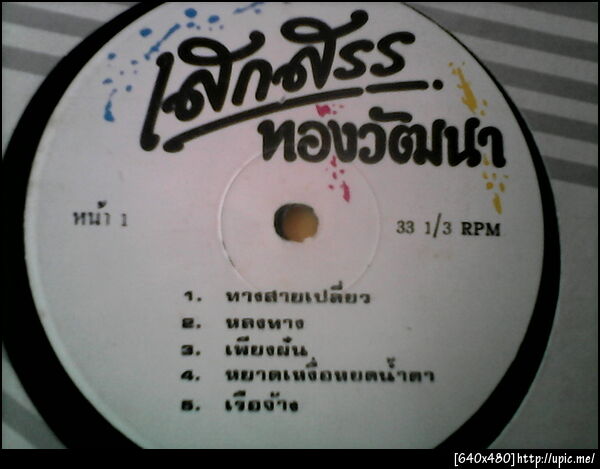 เสกสรร
ทองวัฒนา
หน้า 1
33 1/3 RPM
1. ทางสายเปลี่ยว
2. หลงทาง
3. เพียงฝัน
4. หยาดเหงื่อหยดน้ำตา
5. เรือจ้าง
[640x480]http://upic.me/